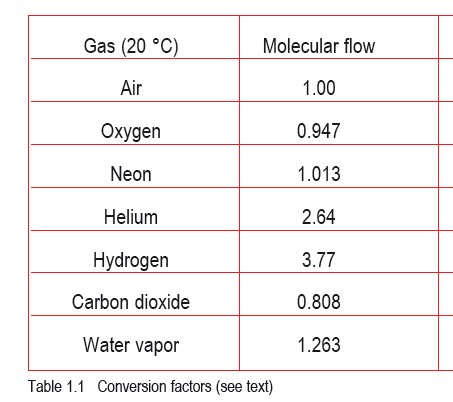 Gas (20 °C) Molecular flow
Air 1.00
Oxygen 0.947
Neon 1.013
Helium 2.64
Hydrogen 3.77
Carbon dioxide 0.808
Water vapor 1.263
Table 1.1 Conversion factors (see text)